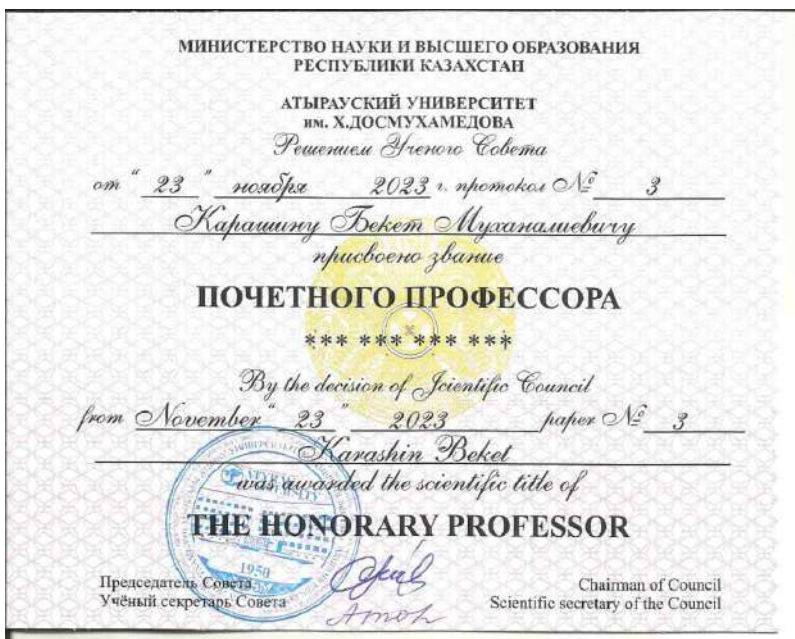 МИНИСТЕРСТВО НАУКИ И ВЫСШЕГО ОБРАЗОВАНИЯ
РЕСПУБЛИКИ КАЗАХСТАН
АТЫРАУСКИЙ УНИВЕРСИТЕТ
им. Х.ДОСМУХАМЕДОВА
Решением Ученого Совета
от " 23 " ноября 2023 г. протокол № 3
Карашину Бекет Муханалиевичу
присвоено звание
ПОЧЕТНОГО ПРОФЕССОРА
*** *** *** ***
By the decision of Scientific Council
from November " 23 " 2023 paper № 3
Karashin Beket
was awarded the scientific title of
THE HONORARY PROFESSOR
1950
Председатель Совета Chairman of Council
Учёный секретарь Совета Scientific secretary of the Council